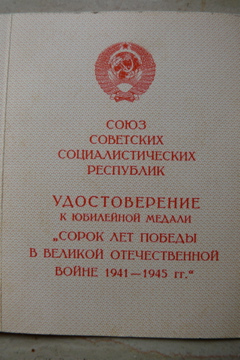 СОЮЗ
СОВЕТСКИХ
СОЦИАЛИСТИЧЕСКИХ
РЕСПУБЛИК
УДОСТОВЕРЕНИЕ
К ЮБИЛЕЙНОЙ МЕДАЛИ
„СОРОК ЛЕТ ПОБЕДЫ
В ВЕЛИКОЙ ОТЕЧЕСТВЕННОЙ
ВОЙНЕ 1941—1945 гг.“